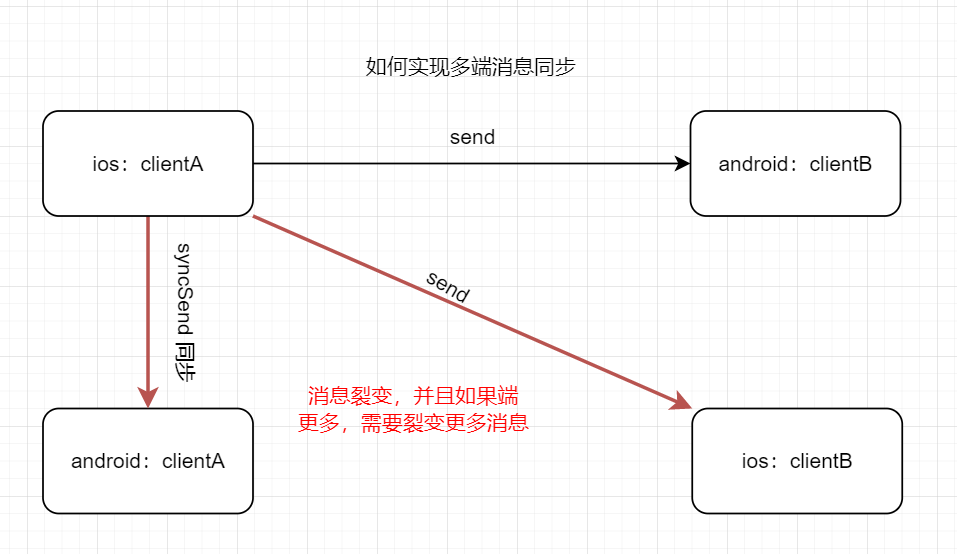 如何实现多端消息同步
send
ios：clientA
android：clientB
syncSend 同步
send
消息裂变，并且如果端
更多，需要裂变更多消息
android：clientA
ios：clientB